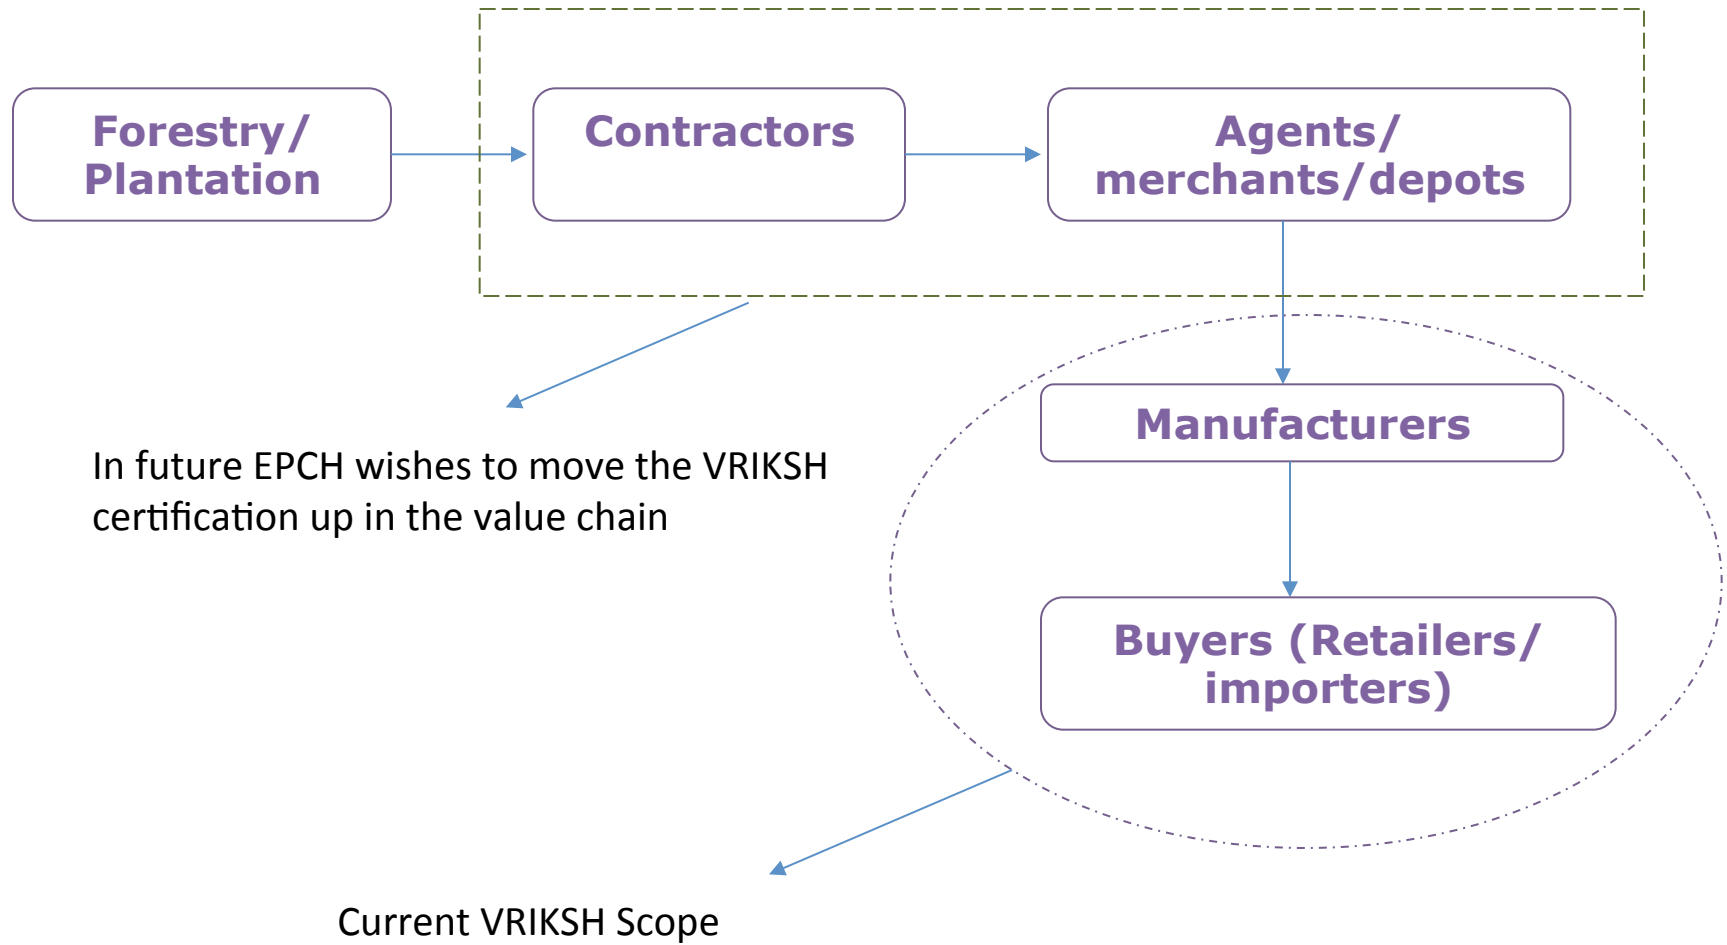 Forestry/
Plantation
Contractors
Agents/
merchants/depots
Manufacturers
In future EPCH wishes to move the VRIKSH
certification up in the value chain
Buyers (Retailers/
importers)
Current VRIKSH Scope